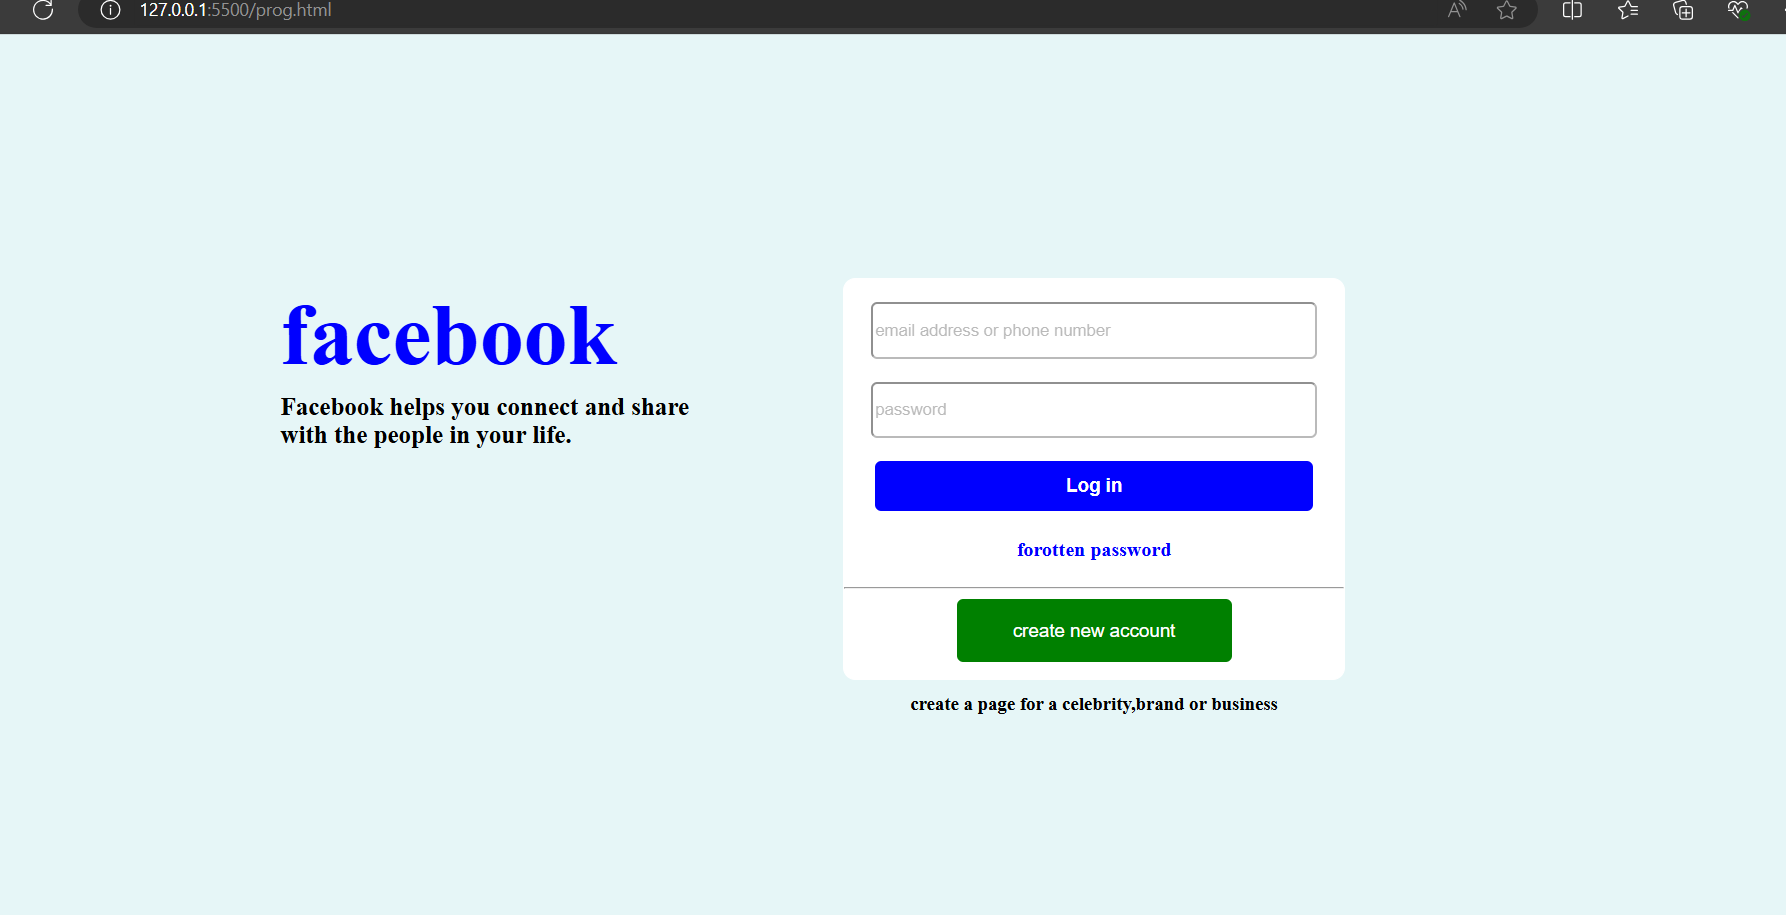 127.0.0.1:5500/prog.html
facebook
Facebook helps you connect and share
with the people in your life.
email address or phone number
password
Log in
forotten password
create new account
create a page for a celebrity,brand or business